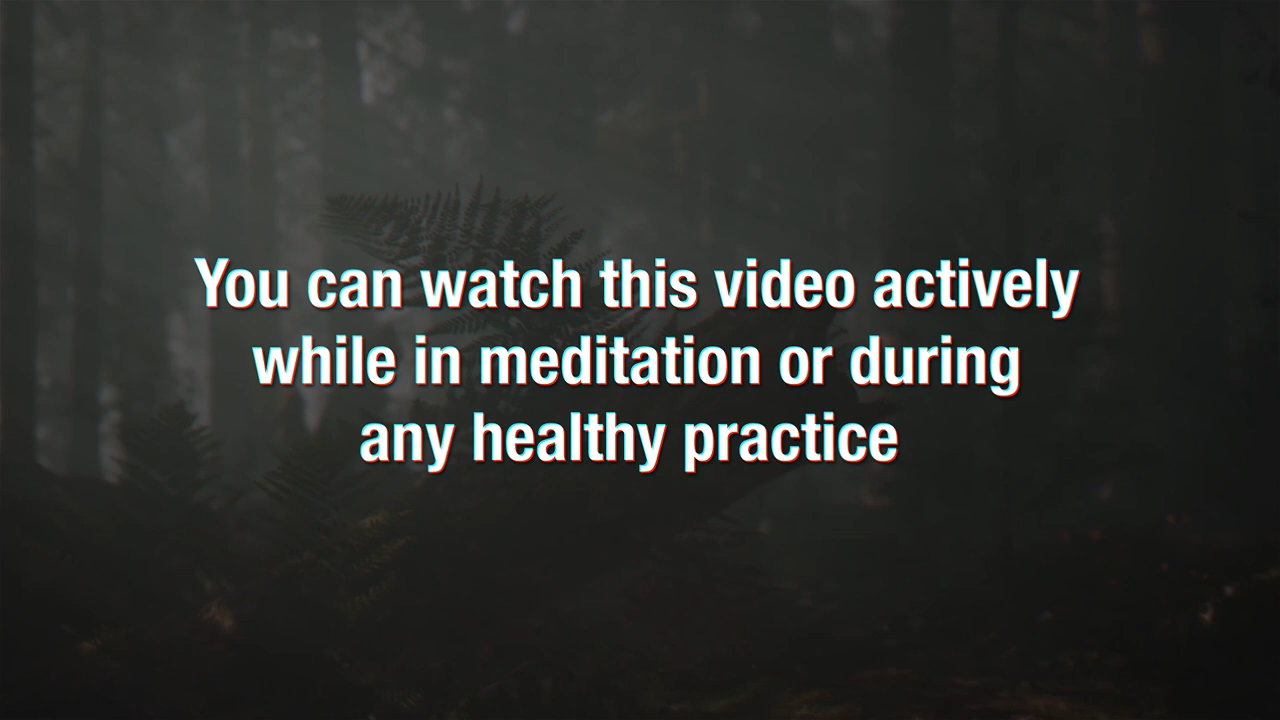 You can watch this video actively
while in meditation or during
any healthy practice